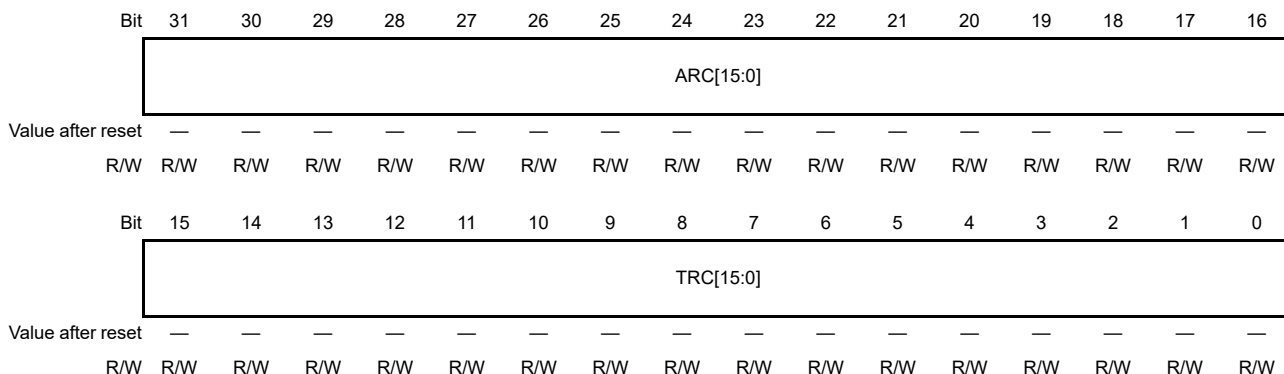 Bit 31 30 29 28 27 26 25 24 23 22 21 20 19 18 17 16
ARC[15:0]
Value after reset — — — — — — — — — — — — — — — —
R/W R/W R/W R/W R/W R/W R/W R/W R/W R/W R/W R/W R/W R/W R/W R/W R/W
Bit 15 14 13 12 11 10 9 8 7 6 5 4 3 2 1 0
TRC[15:0]
Value after reset — — — — — — — — — — — — — — — —
R/W R/W R/W R/W R/W R/W R/W R/W R/W R/W R/W R/W R/W R/W R/W R/W R/W